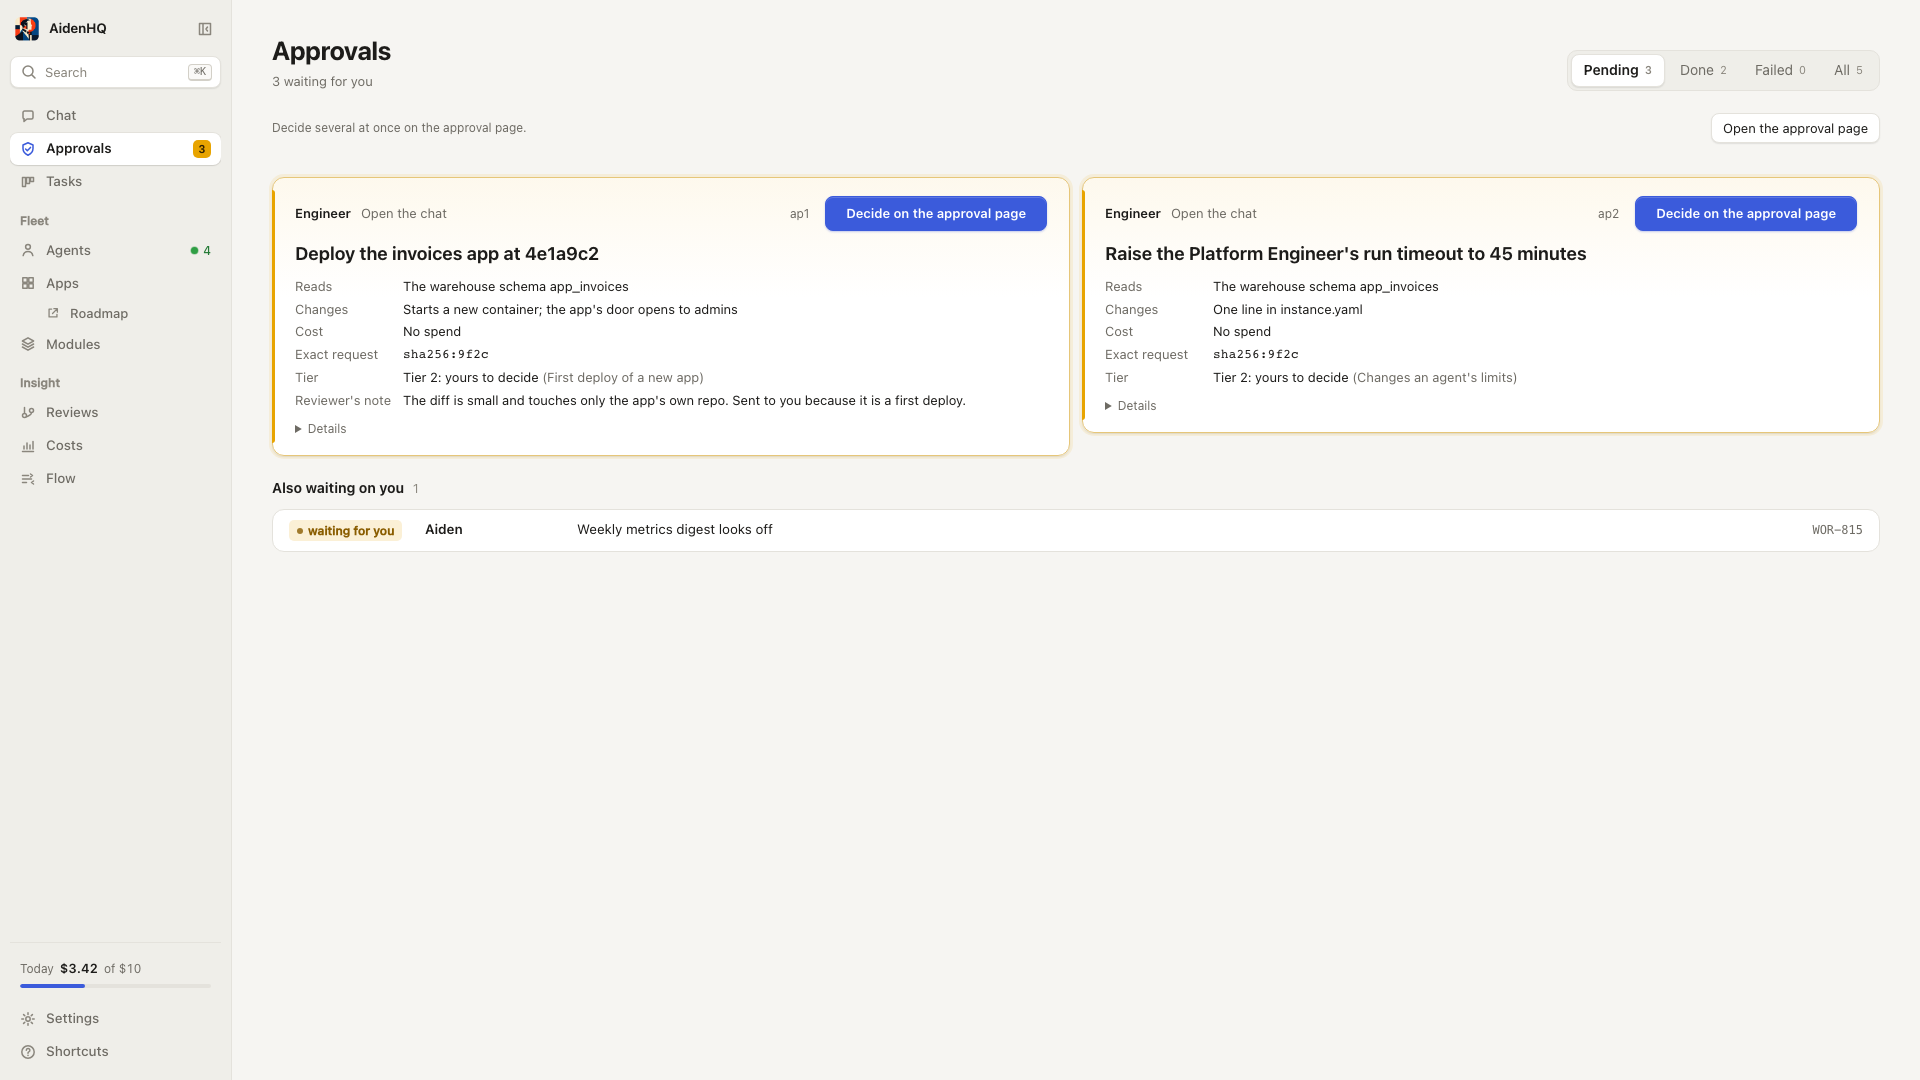 AidenHQ
Search ⌘K
Chat
Approvals 3
Tasks
Fleet
Agents 4
Apps
Roadmap
Modules
Insight
Reviews
Costs
Flow
Today $3.42 of $10
Settings
Shortcuts
Approvals
3 waiting for you
Pending 3 Done 2 Failed 0 All 5
Decide several at once on the approval page.
Open the approval page
Engineer Open the chat ap1 Decide on the approval page
Deploy the invoices app at 4e1a9c2
Reads The warehouse schema app_invoices
Changes Starts a new container; the app's door opens to admins
Cost No spend
Exact request sha256:9f2c
Tier Tier 2: yours to decide (First deploy of a new app)
Reviewer's note The diff is small and touches only the app's own repo. Sent to you because it is a first deploy.
Details
Engineer Open the chat ap2 Decide on the approval page
Raise the Platform Engineer's run timeout to 45 minutes
Reads The warehouse schema app_invoices
Changes One line in instance.yaml
Cost No spend
Exact request sha256:9f2c
Tier Tier 2: yours to decide (Changes an agent's limits)
Details
Also waiting on you 1
waiting for you Aiden Weekly metrics digest looks off WOR-815